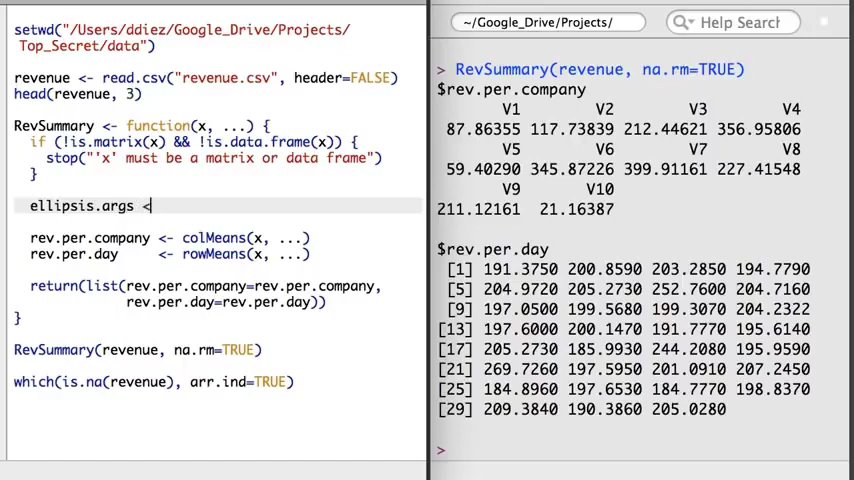 setwd("/Users/ddiez/Google_Drive/Projects/
Top_Secret/data")
revenue <- read.csv("revenue.csv", header=FALSE)
head(revenue, 3)
RevSummary <- function(x, ...) {
if (!is.matrix(x) && !is.data.frame(x)) {
stop("'x' must be a matrix or data frame")
}
ellipsis.args <
rev.per.company <- colMeans(x, ...)
rev.per.day <- rowMeans(x, ...)
return(list(rev.per.company=rev.per.company,
rev.per.day=rev.per.day))
}
RevSummary(revenue, na.rm=TRUE)
which(is.na(revenue), arr.ind=TRUE)
~/Google_Drive/Projects/
Help Search
> RevSummary(revenue, na.rm=TRUE)
$rev.per.company
V1 V2 V3 V4
87.86355 117.73839 212.44621 356.95806
V5 V6 V7 V8
59.40290 345.87226 399.91161 227.41548
V9 V10
211.12161 21.16387
$rev.per.day
[1] 191.3750 200.8590 203.2850 194.7790
[5] 204.9720 205.2730 252.7600 204.7160
[9] 197.0500 199.5680 199.3070 204.2322
[13] 197.6000 200.1470 191.7770 195.6140
[17] 205.2730 185.9930 244.2080 195.9590
[21] 269.7260 197.5950 201.0910 207.2450
[25] 184.8960 197.6530 184.7770 198.8370
[29] 209.3840 190.3860 205.0280
>